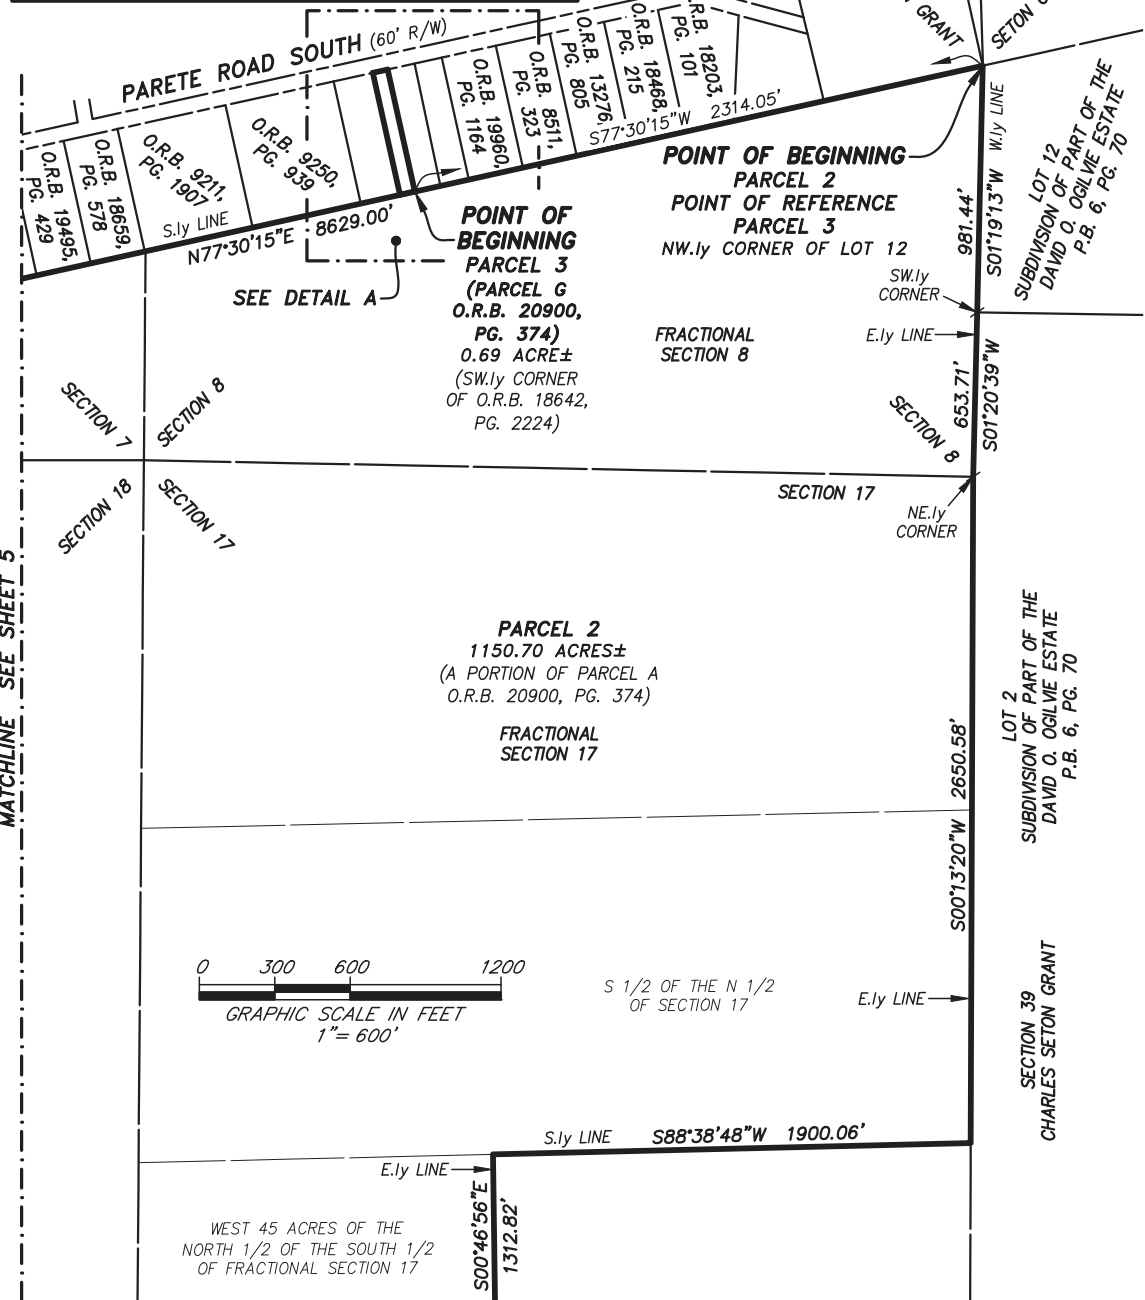 GRANT
SETON
PARETE ROAD SOUTH (60' R/W)
O.R.B. 19495,
PG. 429
O.R.B. 18659,
PG. 578
O.R.B. 9211,
PG. 1907
O.R.B. 9250,
PG. 939
O.R.B. 19960,
PG. 1164
O.R.B. 8511,
PG. 323
O.R.B. 13276,
PG. 805
O.R.B. 18468,
PG. 215
O.R.B. 18203,
PG. 101
S77°30'15"W 2314.05'
S.ly LINE
N77°30'15"E 8629.00'
SEE DETAIL A
POINT OF
BEGINNING
PARCEL 3
(PARCEL G
O.R.B. 20900,
PG. 374)
0.69 ACRE±
(SW.ly CORNER
OF O.R.B. 18642,
PG. 2224)
POINT OF BEGINNING
PARCEL 2
POINT OF REFERENCE
PARCEL 3
NW.ly CORNER OF LOT 12
981.44'
S01°19'13"W W.ly LINE
LOT 12
SUBDIVISION OF PART OF THE
DAVID O. OGILVIE ESTATE
P.B. 6, PG. 70
SW.ly
CORNER
E.ly LINE
FRACTIONAL
SECTION 8
653.71'
S01°20'39"W
SECTION 7
SECTION 8
SECTION 18
SECTION 17
SECTION 8
SECTION 17
NE.ly
CORNER
MATCHLINE SEE SHEET 5
PARCEL 2
1150.70 ACRES±
(A PORTION OF PARCEL A
O.R.B. 20900, PG. 374)
FRACTIONAL
SECTION 17
S00°13'20"W 2650.58'
LOT 2
SUBDIVISION OF PART OF THE
DAVID O. OGILVIE ESTATE
P.B. 6, PG. 70
0 300 600 1200
GRAPHIC SCALE IN FEET
1"= 600'
S 1/2 OF THE N 1/2
OF SECTION 17
E.ly LINE
SECTION 39
CHARLES SETON GRANT
S.ly LINE S88°38'48"W 1900.06'
E.ly LINE
S00°46'56"E
1312.82'
WEST 45 ACRES OF THE
NORTH 1/2 OF THE SOUTH 1/2
OF FRACTIONAL SECTION 17